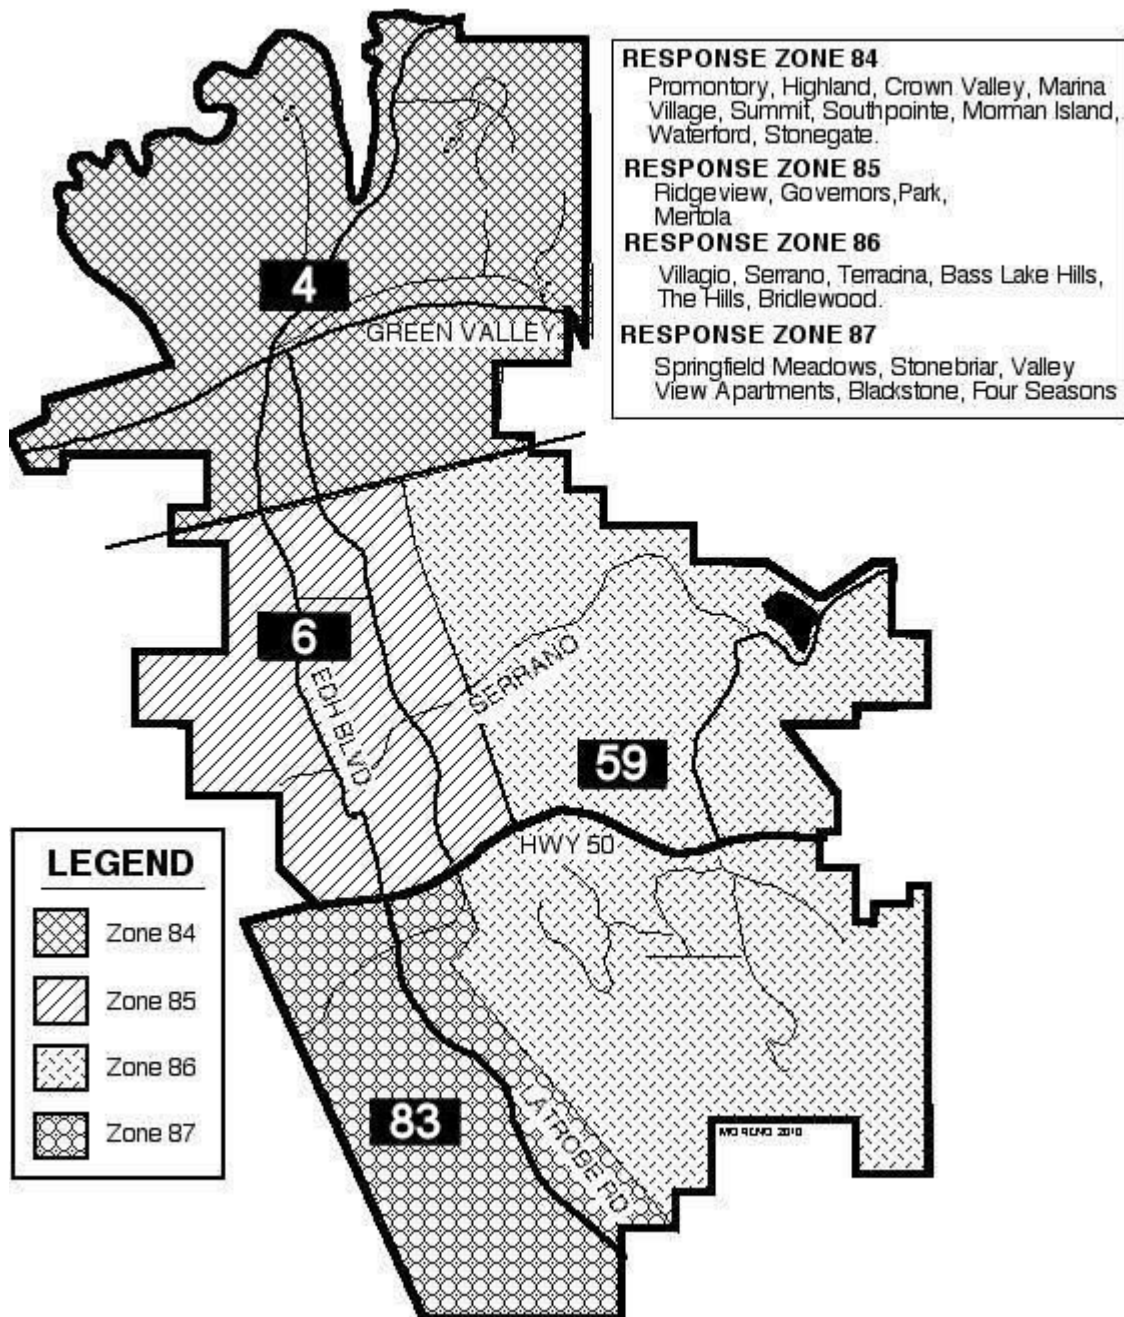 RESPONSE ZONE 84
Promontory, Highland, Crown Valley, Marina
Village, Summit, Southpointe, Morman Island,
Waterford, Stonegate.
RESPONSE ZONE 85
Ridgeview, Governors,Park,
Mertola
RESPONSE ZONE 86
Villagio, Serrano, Terracina, Bass Lake Hills,
The Hills, Bridlewood.
RESPONSE ZONE 87
Springfield Meadows, Stonebriar, Valley
View Apartments, Blackstone, Four Seasons
4
GREEN VALLEY
6
EDH BLVD
SERRANO
59
HWY 50
LEGEND
Zone 84
Zone 85
Zone 86
Zone 87
83
LATROBE RD
MORENO 2010